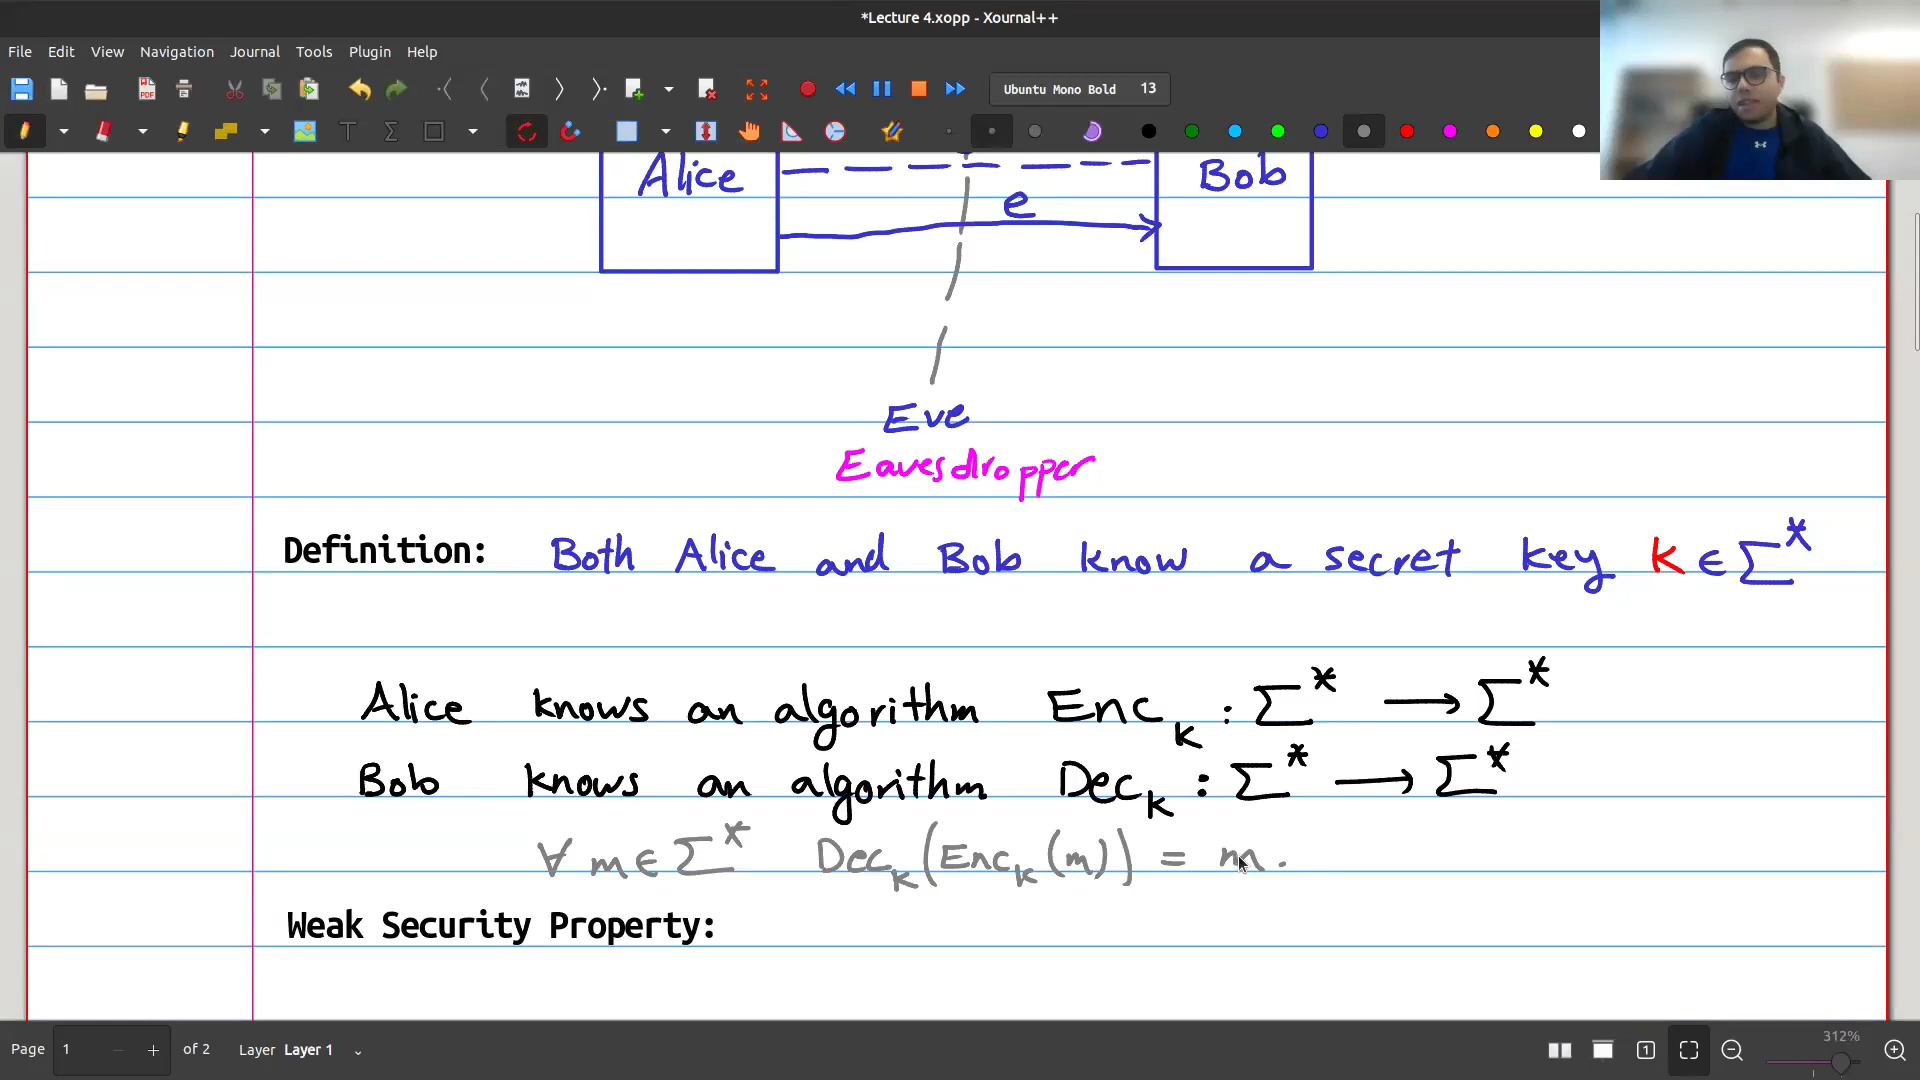 *Lecture 4.xopp - Xournal++
File Edit View Navigation Journal Tools Plugin Help
PDF Ubuntu Mono Bold 13
Alice Bob
e
Eve
Eavesdropper
Definition: Both Alice and Bob know a secret key k ∈ Σ*
Alice knows an algorithm Enc_k : Σ* → Σ*
Bob knows an algorithm Dec_k : Σ* → Σ*
∀ m ∈ Σ* Dec_k(Enc_k(m)) = m.
Weak Security Property:
Page 1 of 2 Layer Layer 1 1 312%